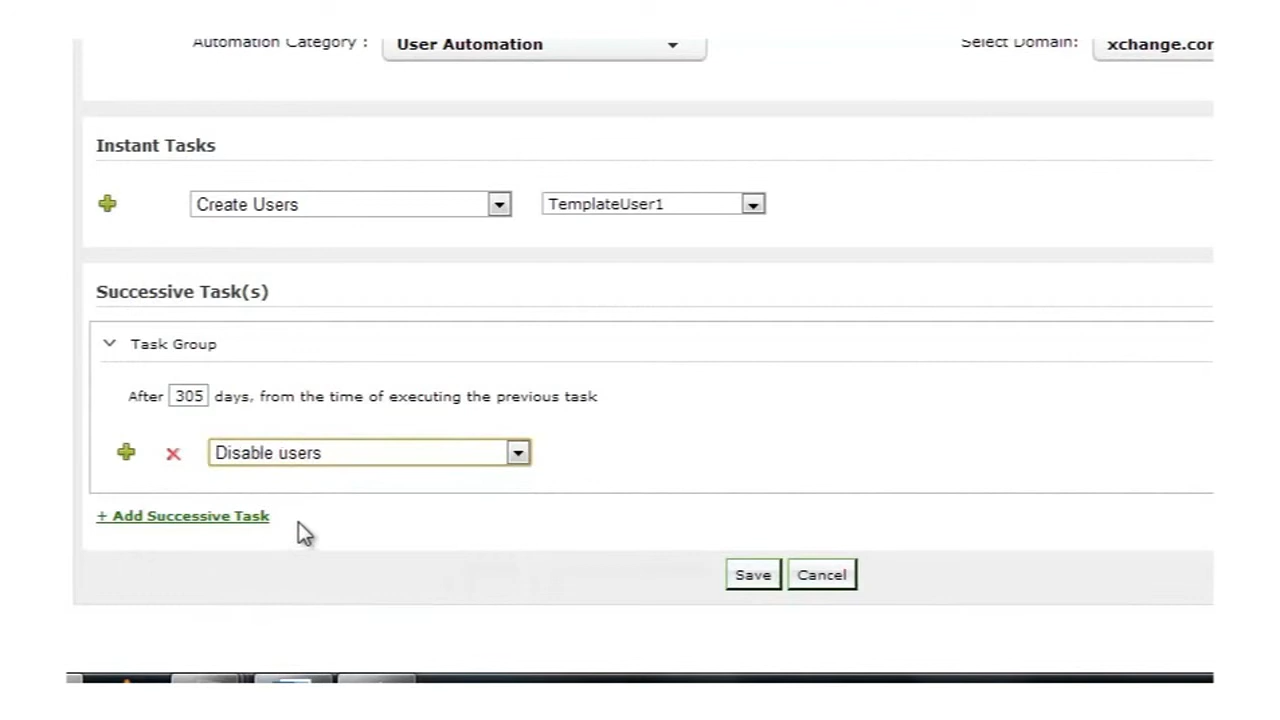 Automation Category : User Automation Select Domain: xchange.cor
Instant Tasks
Create Users TemplateUser1
Successive Task(s)
Task Group
After 305 days, from the time of executing the previous task
Disable users
+ Add Successive Task
Save Cancel